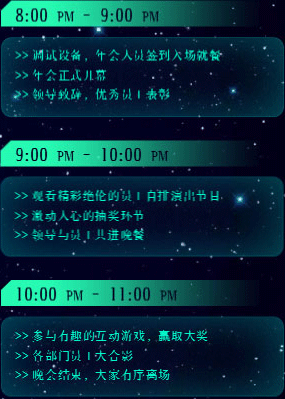 8:00 PM - 9:00 PM
>> 调试设备，年会人员签到入场就餐
>> 年会正式开幕
>> 领导致辞，优秀员工表彰
9:00 PM - 10:00 PM
>> 观看精彩绝伦的员工自排演出节目
>> 激动人心的抽奖环节
>> 领导与员工共进晚餐
10:00 PM - 11:00 PM
>> 参与有趣的互动游戏，赢取大奖
>> 各部门员工大合影
>> 晚会结束，大家有序离场